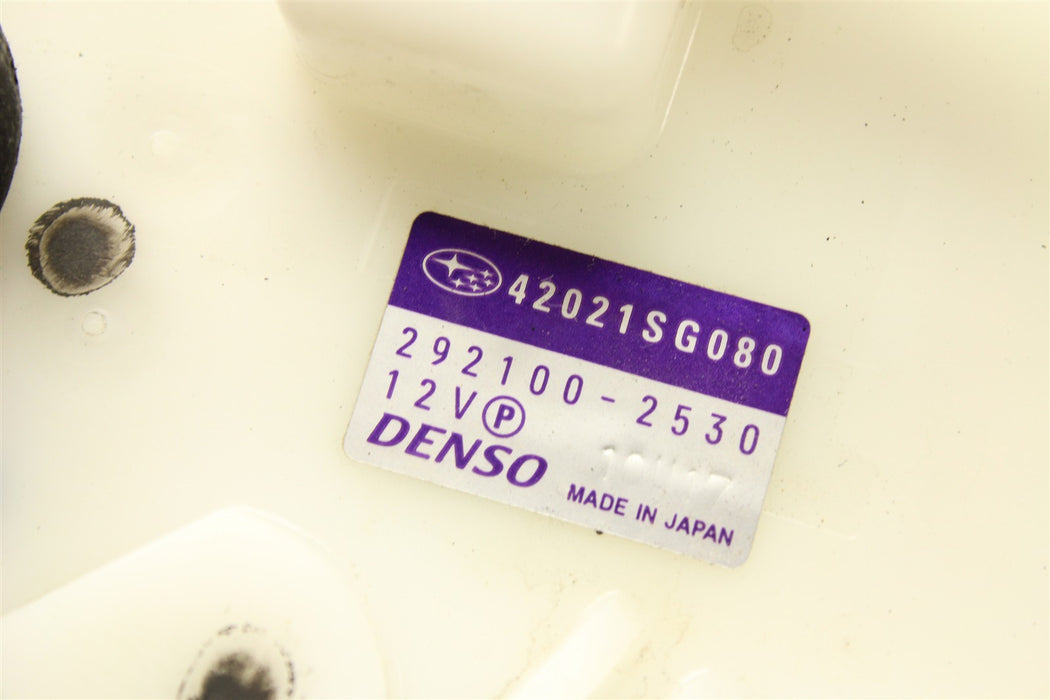 42021SG080
292100-2530
12V Ⓟ
DENSO
MADE IN JAPAN